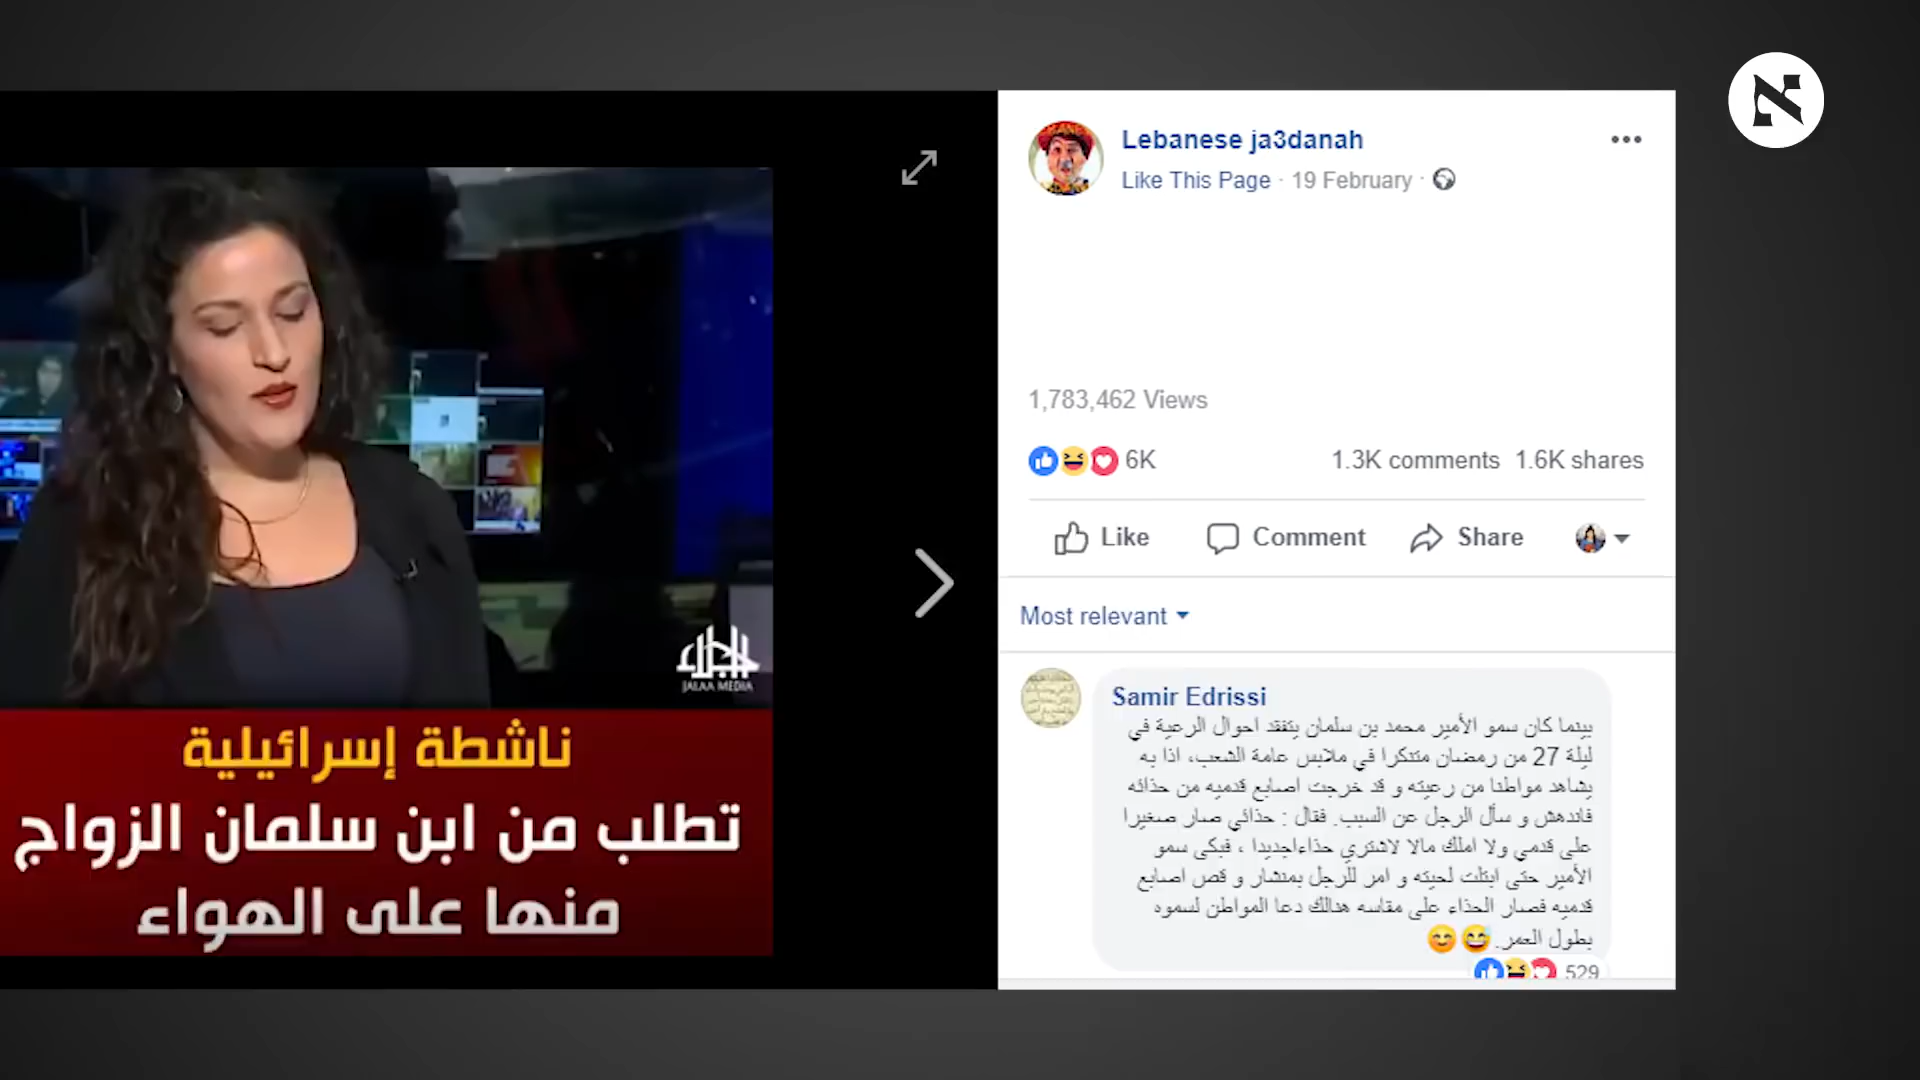 Lebanese ja3danah
Like This Page · 19 February ·
1,783,462 Views
6K
1.3K comments 1.6K shares
Like
Comment
Share
Most relevant
Samir Edrissi
بينما كان سمو الأمير محمد بن سلمان يتفقد احوال الرعية في
ليلة 27 من رمضان متنكرا في ملابس عامة الشعب، اذا به
يشاهد مواطنا من رعيته و قد خرجت اصابع قدميه من حذائه
فاندهش و سأل الرجل عن السبب. فقال : حذائي صار صغيرا
على قدمي ولا املك مالا لاشتري حذاءاجديدا ، فبكى سمو
الأمير حتى ابتلت لحيته و امر للرجل بمنشار و قص اصابع
قدميه فصار الحذاء على مقاسه هنالك دعا المواطن لسموه
بطول العمر. 😅😊
529
الجلاء
JALAA MEDIA
ناشطة إسرائيلية
تطلب من ابن سلمان الزواج
منها على الهواء
א